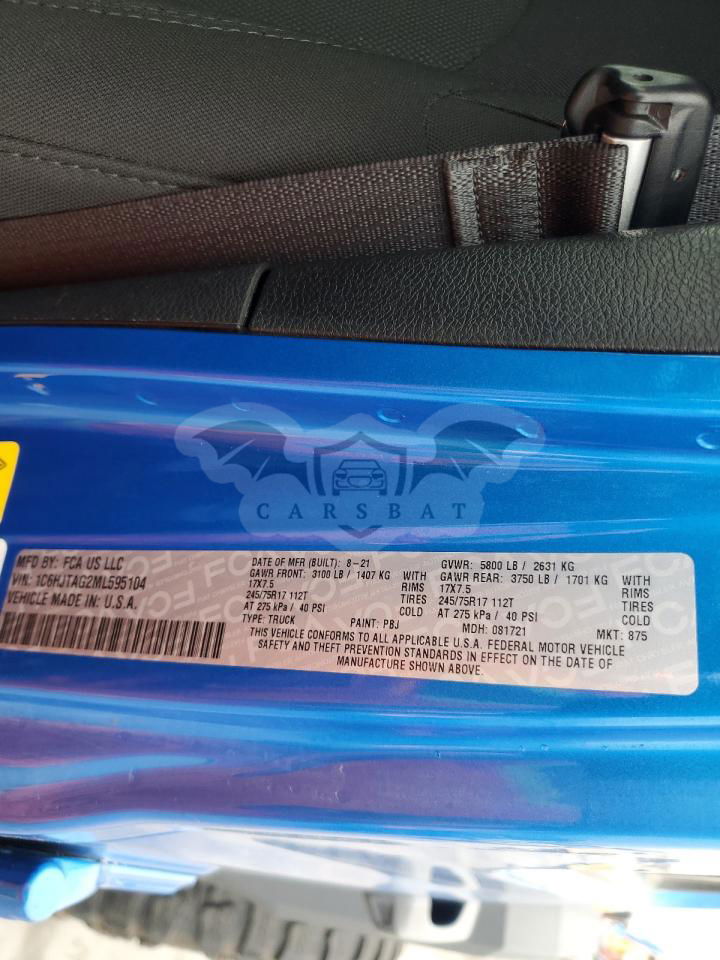 CARSBAT
MFD BY: FCA US LLC
VIN: 1C6HJTAG2ML595104
VEHICLE MADE IN: U.S.A.
DATE OF MFR (BUILT): 8-21
GAWR FRONT: 3100 LB / 1407 KG WITH
17X7.5 RIMS
245/75R17 112T TIRES
AT 275 kPa / 40 PSI COLD
TYPE: TRUCK PAINT: PBJ
GVWR: 5800 LB / 2631 KG
GAWR REAR: 3750 LB / 1701 KG WITH
17X7.5 RIMS
245/75R17 112T TIRES
AT 275 kPa / 40 PSI COLD
MDH: 081721 MKT: 875
THIS VEHICLE CONFORMS TO ALL APPLICABLE U.S.A. FEDERAL MOTOR VEHICLE
SAFETY AND THEFT PREVENTION STANDARDS IN EFFECT ON THE DATE OF
MANUFACTURE SHOWN ABOVE.